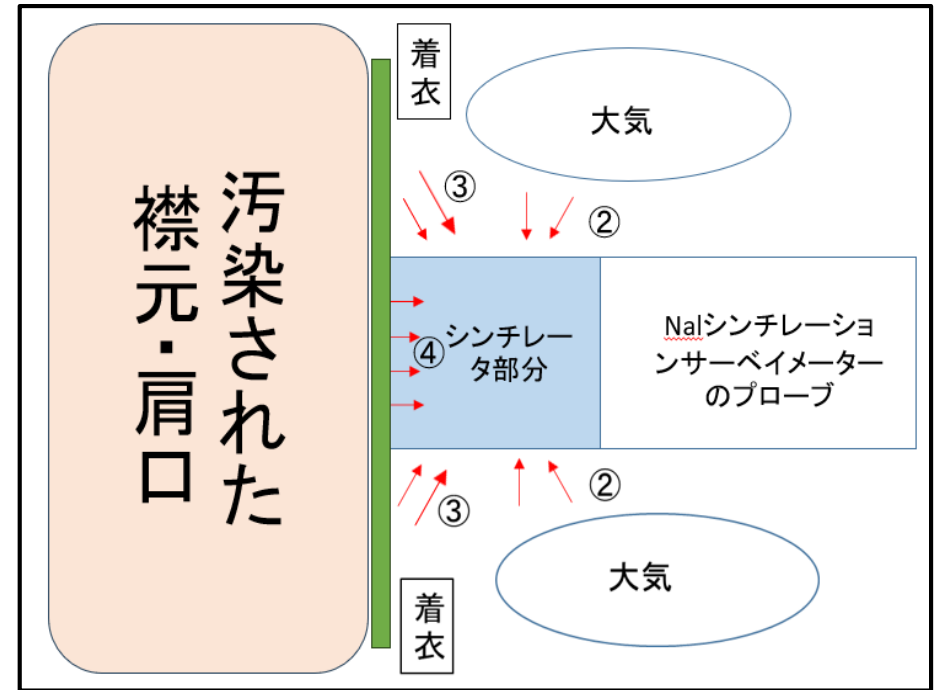 汚染された
襟元・肩口
着衣
大気
③
②
④
シンチレー
タ部分
NaIシンチレーショ
ンサーベイメーター
のプローブ
③
②
着衣
大気